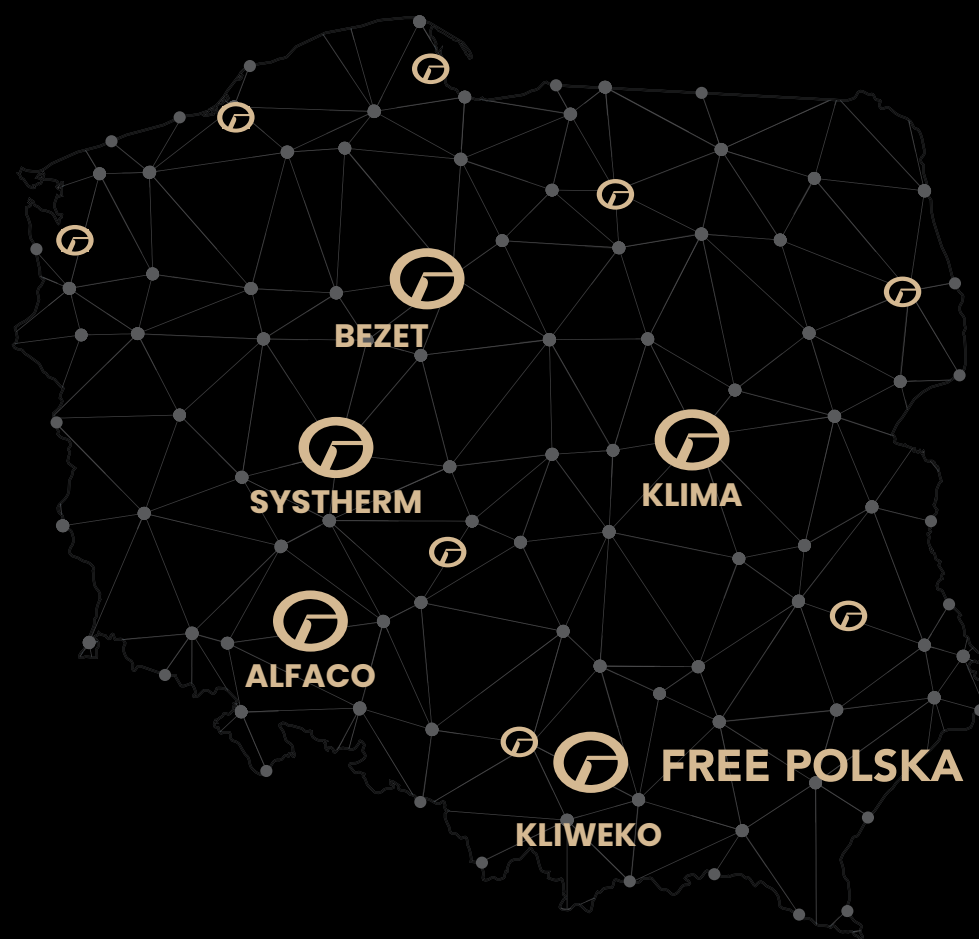 BEZET
SYSTHERM
KLIMA
ALFACO
FREE POLSKA
KLIWEKO